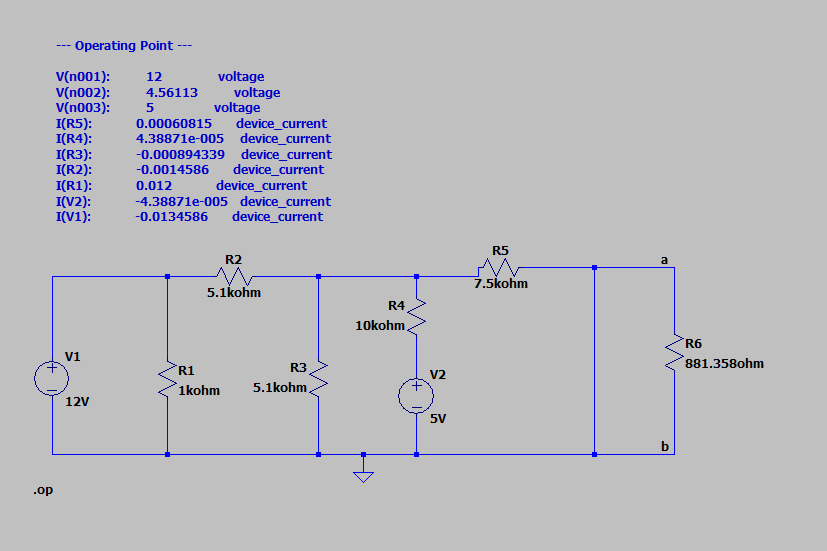 --- Operating Point ---
V(n001): 12 voltage
V(n002): 4.56113 voltage
V(n003): 5 voltage
I(R5): 0.00060815 device_current
I(R4): 4.38871e-005 device_current
I(R3): -0.000894339 device_current
I(R2): -0.0014586 device_current
I(R1): 0.012 device_current
I(V2): -4.38871e-005 device_current
I(V1): -0.0134586 device_current
R5
7.5kohm
a
R2
5.1kohm
R4
10kohm
R6
881.358ohm
V1
12V
R1
1kohm
R3
5.1kohm
V2
5V
b
.op